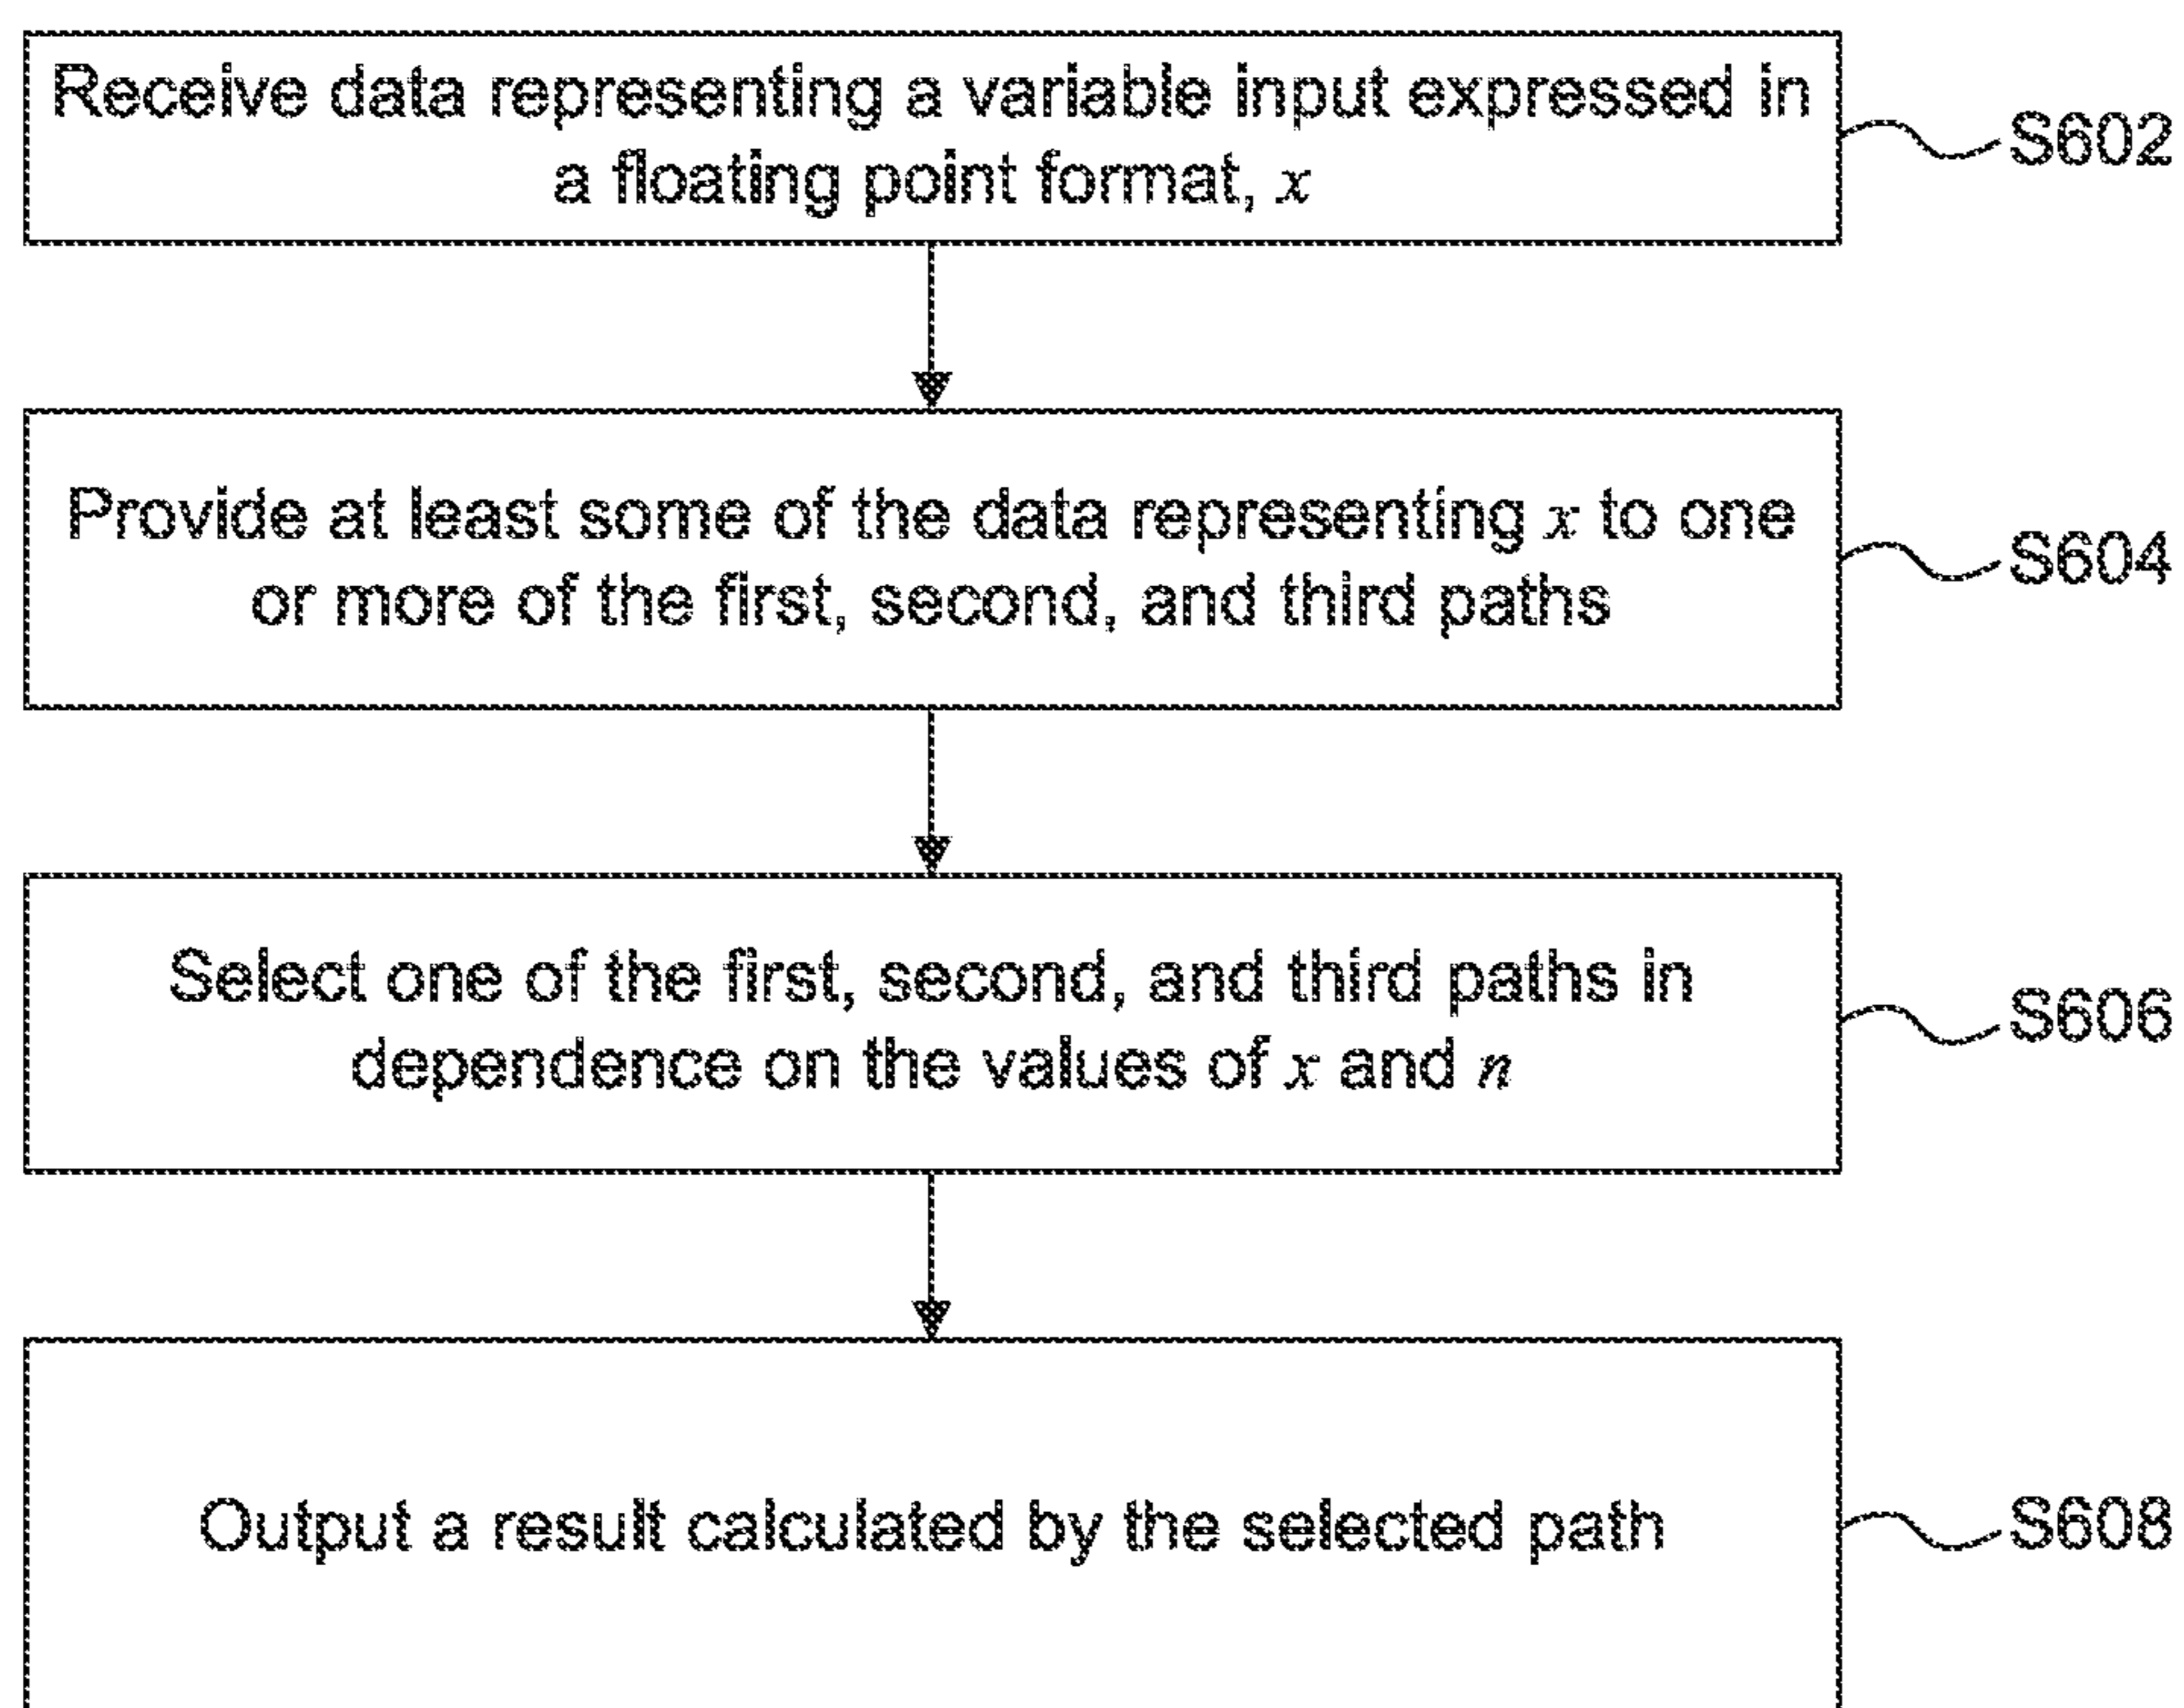 Receive data representing a variable input expressed in
a floating point format, x
S602
Provide at least some of the data representing x to one
or more of the first, second, and third paths
S604
Select one of the first, second, and third paths in
dependence on the values of x and n
S606
Output a result calculated by the selected path
S608